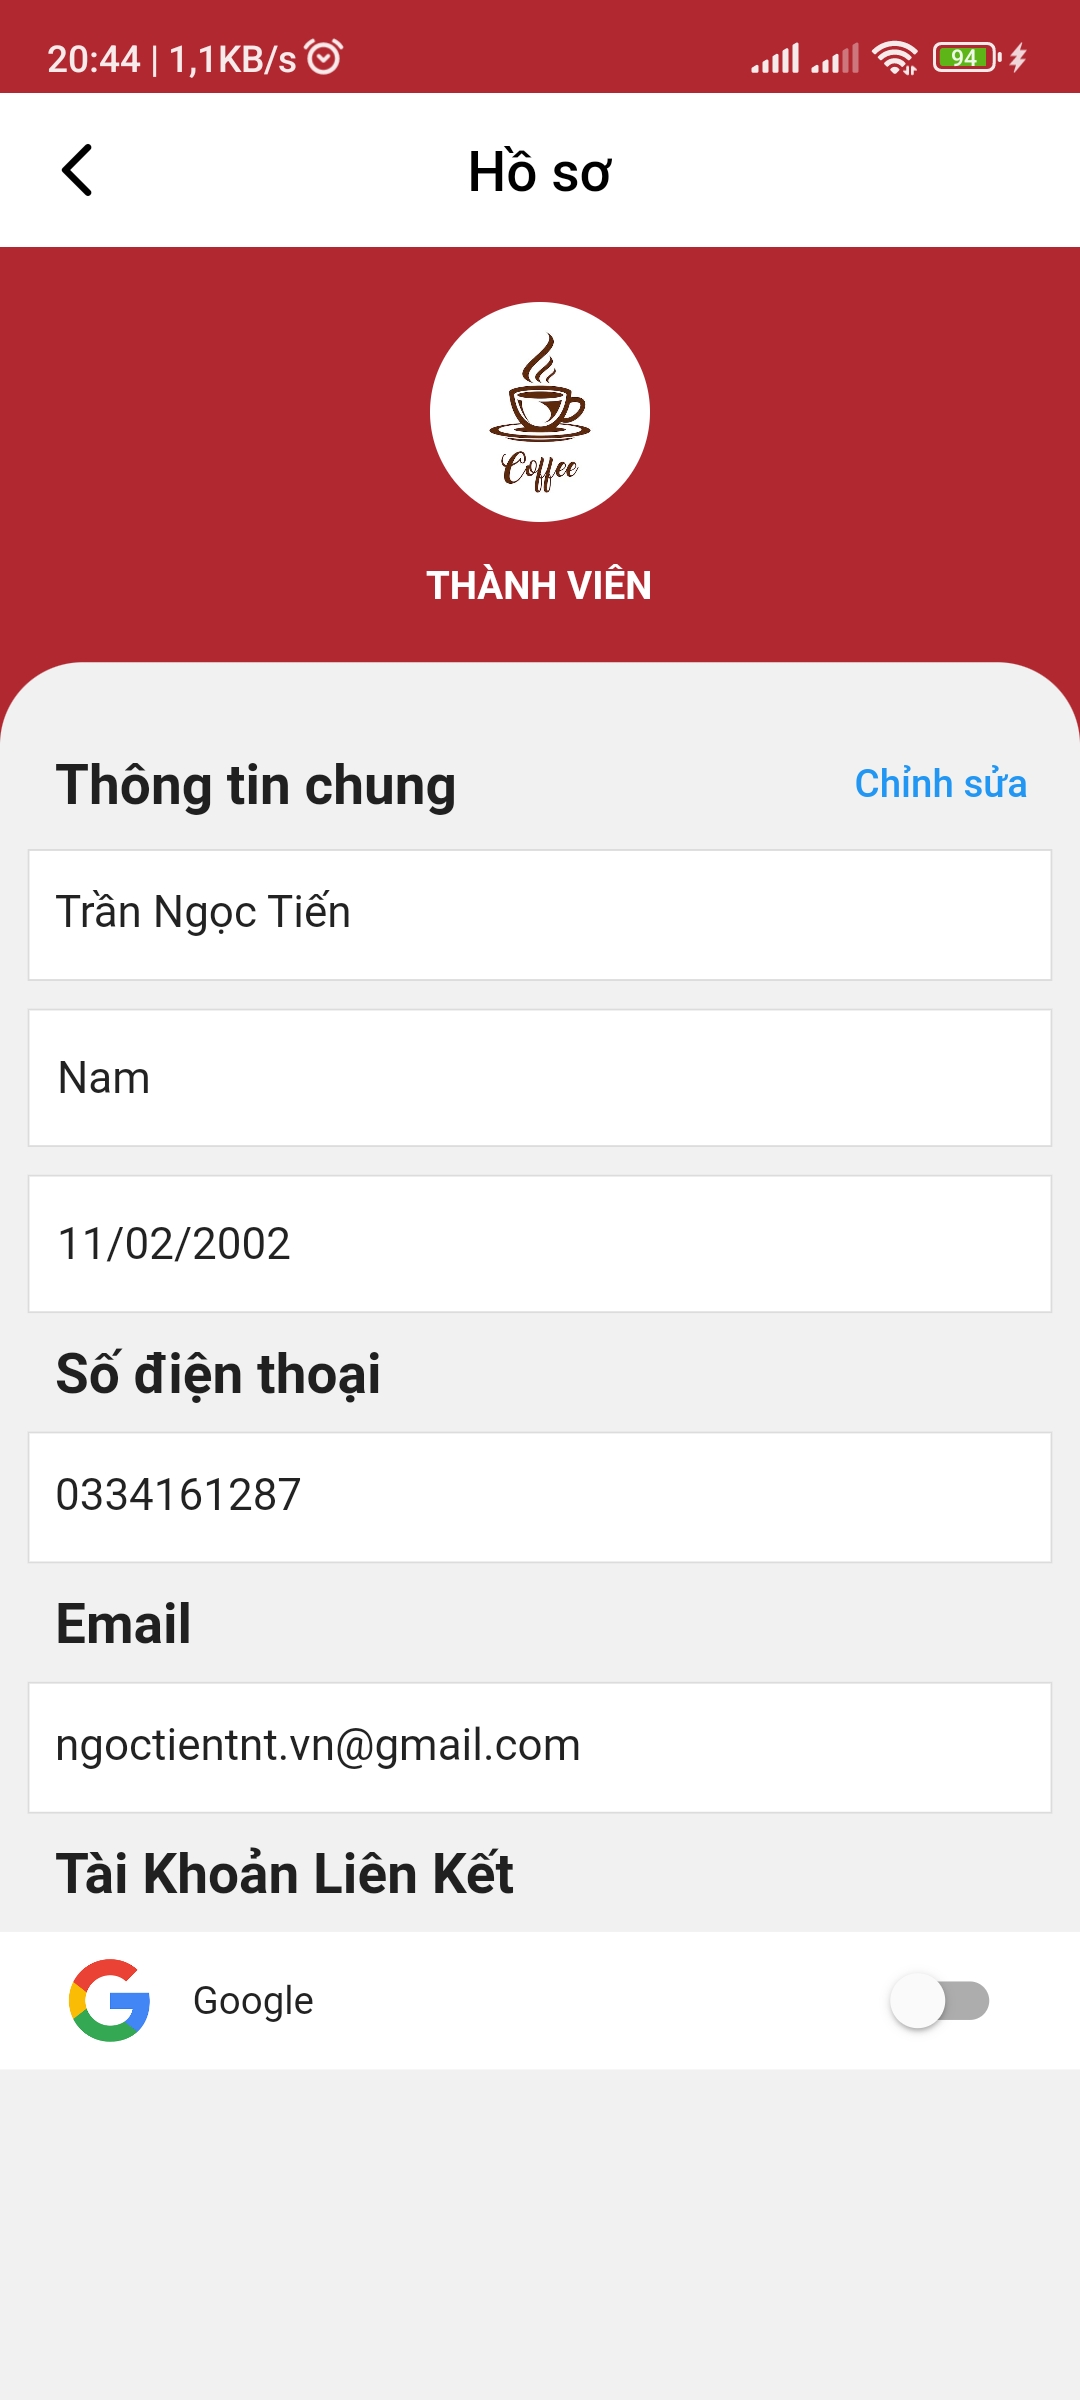 20:44 | 1,1KB/s
94
Hồ sơ
Coffee
THÀNH VIÊN
Thông tin chung
Chỉnh sửa
Trần Ngọc Tiến
Nam
11/02/2002
Số điện thoại
0334161287
Email
ngoctientnt.vn@gmail.com
Tài Khoản Liên Kết
Google